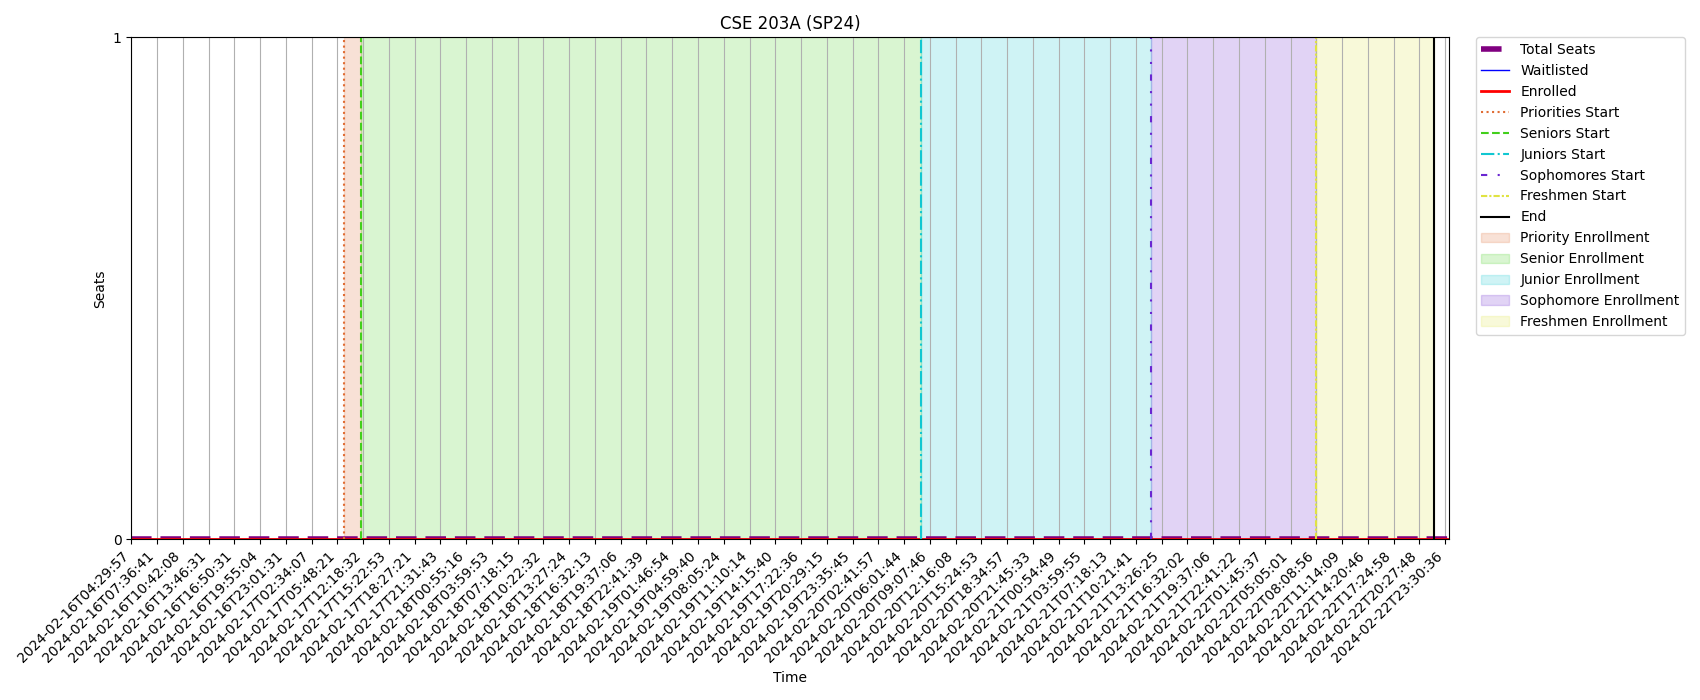 CSE 203A (SP24)
1
0
Seats
Total Seats
Waitlisted
Enrolled
Priorities Start
Seniors Start
Juniors Start
Sophomores Start
Freshmen Start
End
Priority Enrollment
Senior Enrollment
Junior Enrollment
Sophomore Enrollment
Freshmen Enrollment
2024-02-16T04:29:57
2024-02-16T07:36:41
2024-02-16T10:42:08
2024-02-16T13:46:31
2024-02-16T16:50:31
2024-02-16T19:55:04
2024-02-16T23:01:31
2024-02-17T02:34:07
2024-02-17T05:48:21
2024-02-17T12:18:32
2024-02-17T15:22:53
2024-02-17T18:27:21
2024-02-17T21:31:43
2024-02-18T00:55:16
2024-02-18T03:59:53
2024-02-18T07:18:15
2024-02-18T10:22:32
2024-02-18T13:27:24
2024-02-18T16:32:13
2024-02-18T19:37:06
2024-02-18T22:41:39
2024-02-19T01:46:54
2024-02-19T04:59:40
2024-02-19T08:05:24
2024-02-19T11:10:14
2024-02-19T14:15:40
2024-02-19T17:22:36
2024-02-19T20:29:15
2024-02-19T23:35:45
2024-02-20T02:41:57
2024-02-20T06:01:44
2024-02-20T09:07:46
2024-02-20T12:16:08
2024-02-20T15:24:53
2024-02-20T18:34:57
2024-02-20T21:45:33
2024-02-21T00:54:49
2024-02-21T03:59:55
2024-02-21T07:18:13
2024-02-21T10:21:41
2024-02-21T13:26:25
2024-02-21T16:32:02
2024-02-21T19:37:06
2024-02-21T22:41:22
2024-02-22T01:45:37
2024-02-22T05:05:01
2024-02-22T08:08:56
2024-02-22T11:14:09
2024-02-22T14:20:46
2024-02-22T17:24:58
2024-02-22T20:27:48
2024-02-22T23:30:36
Time